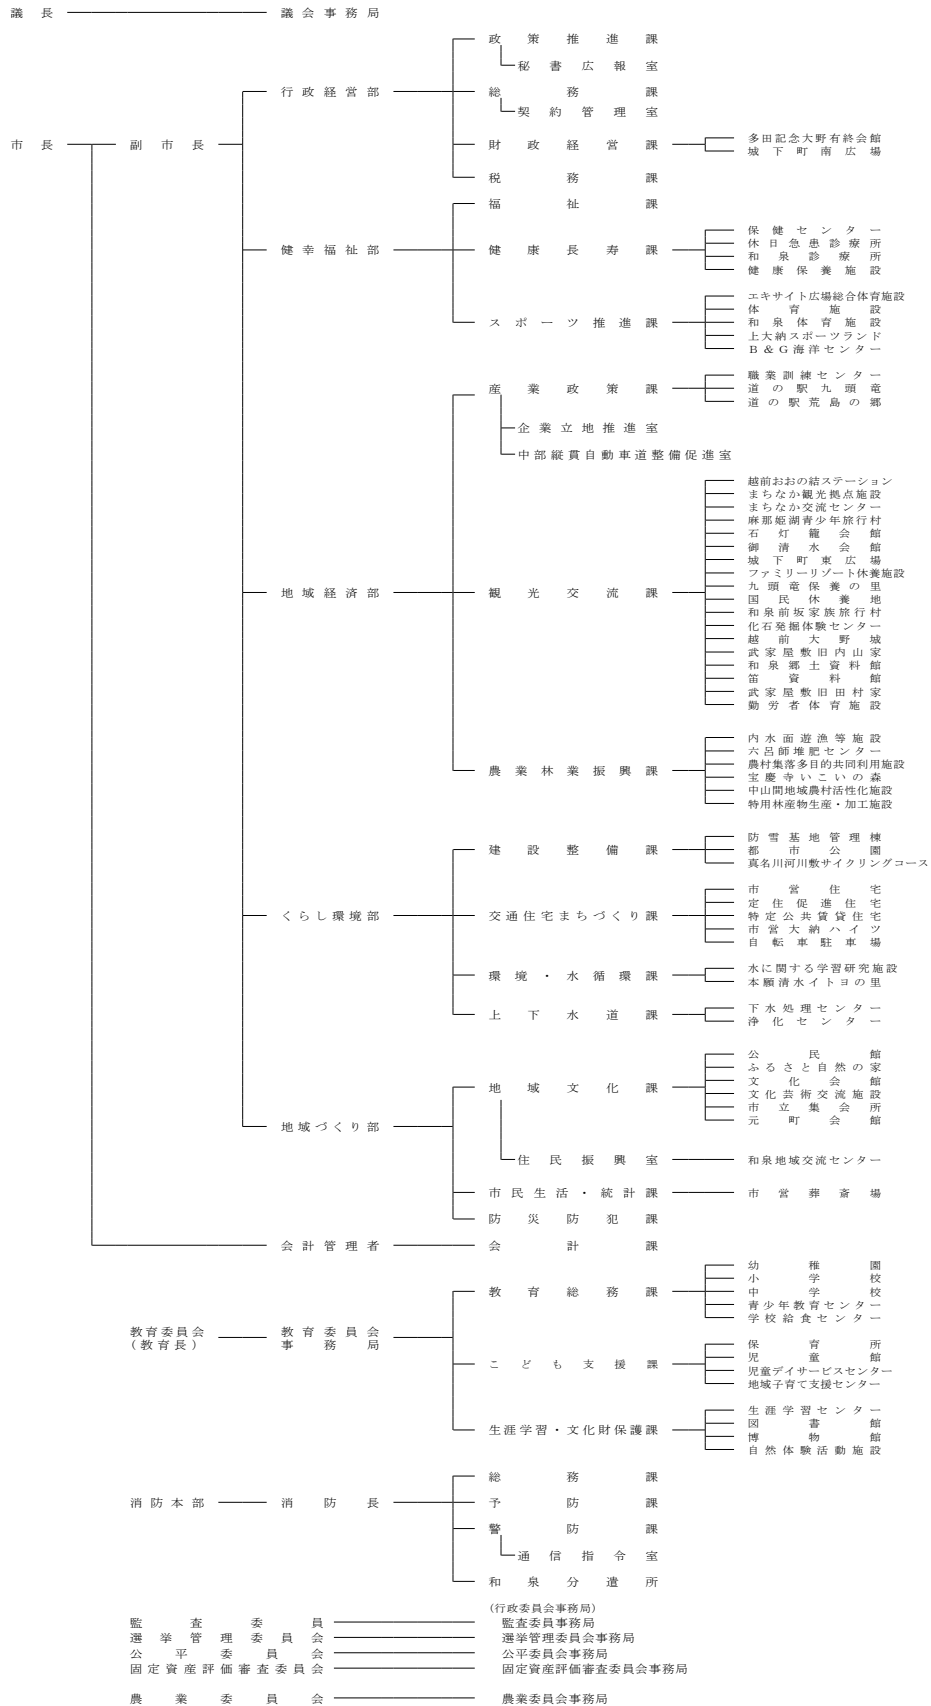 議長 議会事務局
政策推進課
秘書広報室
行政経営部 総務課
契約管理室
多田記念大野有終会館
市長 副市長 財政経営課
城下町南広場
税務課
福祉課
保健センター
休日急患診療所
健幸福祉部 健康長寿課
和泉診療所
健康保養施設
エキサイト広場総合体育施設
体育施設
スポーツ推進課 和泉体育施設
上大納スポーツランド
B&G海洋センター
職業訓練センター
産業政策課 道の駅九頭竜
道の駅荒島の郷
企業立地推進室
中部縦貫自動車道整備促進室
越前おおの結ステーション
まちなか観光拠点施設
まちなか交流センター
麻那姫湖青少年旅行村
石灯籠会館
御清水会館
城下町東広場
ファミリーリゾート休養施設
地域経済部 観光交流課 九頭竜保養の里
国民休養地
和泉前坂家族旅行村
化石発掘体験センター
越前大野城
武家屋敷旧内山家
和泉郷土資料館
笛資料館
武家屋敷旧田村家
勤労者体育施設
内水面遊漁等施設
六呂師堆肥センター
農業林業振興課 農村集落多目的共同利用施設
宝慶寺いこいの森
中山間地域農村活性化施設
特用林産物生産・加工施設
防雪基地管理棟
建設整備課 都市公園
真名川河川敷サイクリングコース
市営住宅
定住促進住宅
くらし環境部 交通住宅まちづくり課 特定公共賃貸住宅
市営大納ハイツ
自転車駐車場
水に関する学習研究施設
環境・水循環課
本願清水イトヨの里
下水処理センター
上下水道課
浄化センター
公民館
ふるさと自然の家
文化会館
地域文化課
文化芸術交流施設
市立集会所
元町会館
地域づくり部
住民振興室 和泉地域交流センター
市民生活・統計課 市営葬斎場
防災防犯課
会計管理者 会計課
幼稚園
小学校
教育総務課 中学校
青少年教育センター
学校給食センター
教育委員会 教育委員会
(教育長) 事務局
保育所
児童館
こども支援課
児童デイサービスセンター
地域子育て支援センター
生涯学習センター
図書館
生涯学習・文化財保護課
博物館
自然体験活動施設
総務課
消防本部 消防長 予防課
警防課
通信指令室
和泉分遣所
(行政委員会事務局)
監査委員 監査委員事務局
選挙管理委員会 選挙管理委員会事務局
公平委員会 公平委員会事務局
固定資産評価審査委員会 固定資産評価審査委員会事務局
農業委員会 農業委員会事務局